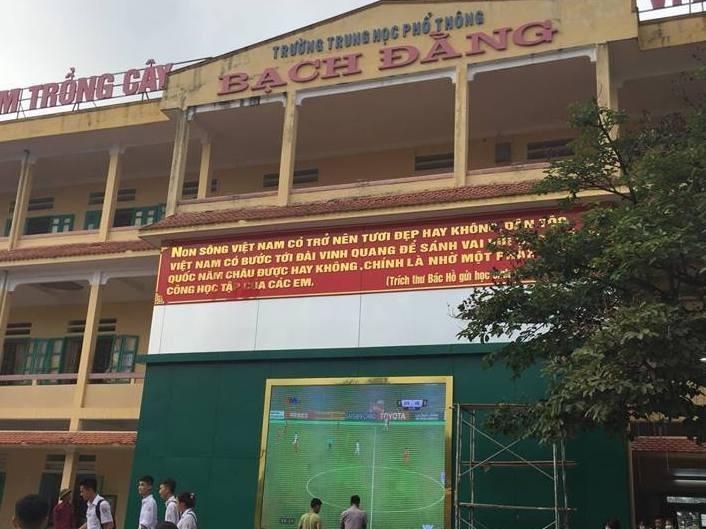 TRƯỜNG TRUNG HỌC PHỔ THÔNG
BẠCH ĐẰNG
M TRỒNG CÂY
NON SÔNG VIỆT NAM CÓ TRỞ NÊN TƯƠI ĐẸP HAY KHÔNG, DÂN TỘC
VIỆT NAM CÓ BƯỚC TỚI ĐÀI VINH QUANG ĐỂ SÁNH VAI
QUỐC NĂM CHÂU ĐƯỢC HAY KHÔNG, CHÍNH LÀ NHỜ MỘT
CÔNG HỌC TẬP CỦA CÁC EM.
(Trích thư Bác Hồ gửi học
TOYOTA